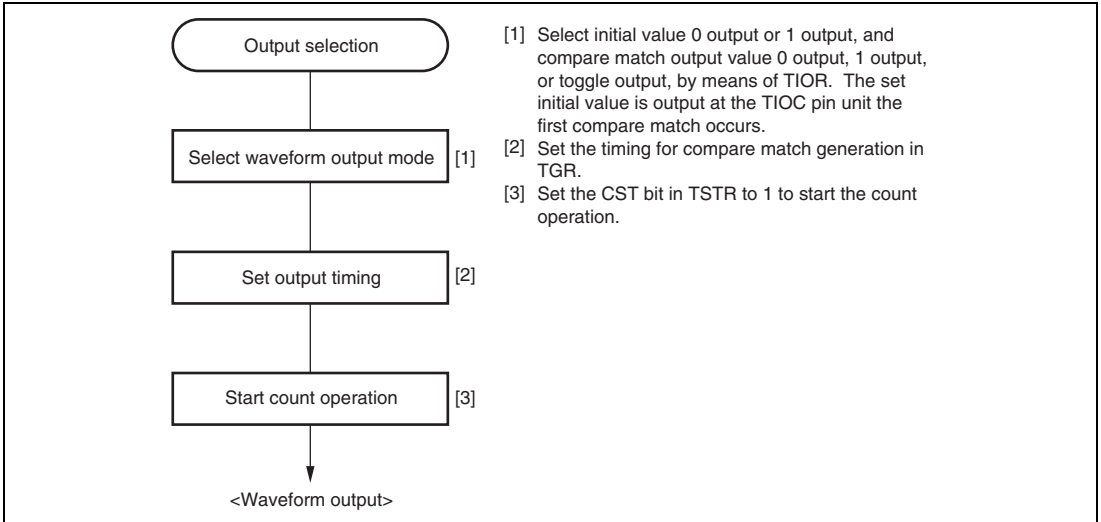 Output selection
Select waveform output mode
[1]
Set output timing
[2]
Start count operation
[3]
<Waveform output>
[1] Select initial value 0 output or 1 output, and
compare match output value 0 output, 1 output,
or toggle output, by means of TIOR. The set
initial value is output at the TIOC pin unit the
first compare match occurs.
[2] Set the timing for compare match generation in
TGR.
[3] Set the CST bit in TSTR to 1 to start the count
operation.